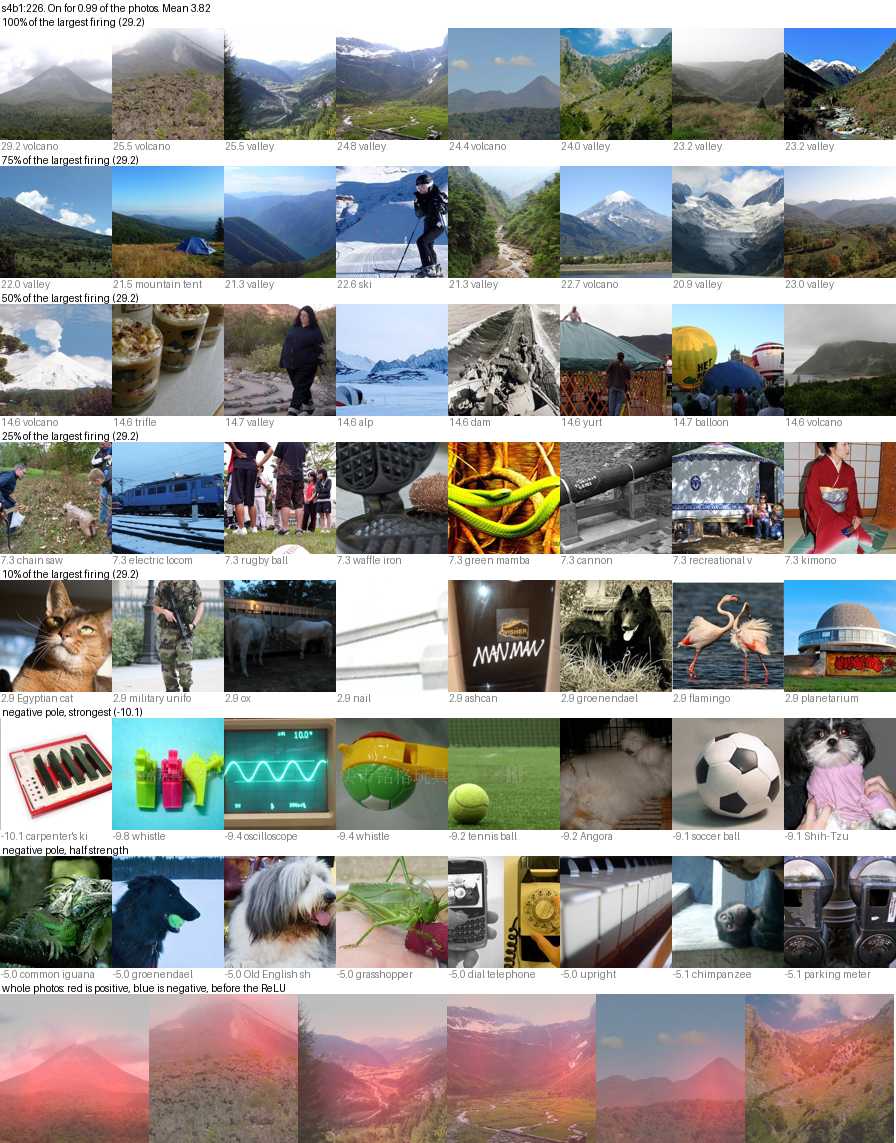 s4b1:226. On for 0.99 of the photos. Mean 3.82
100% of the largest firing (29.2)
29.2 volcano 25.5 volcano 25.5 valley 24.8 valley 24.4 volcano 24.0 valley 23.2 valley 23.2 valley
75% of the largest firing (29.2)
22.0 valley 21.5 mountain tent 21.3 valley 22.6 ski 21.3 valley 22.7 volcano 20.9 valley 23.0 valley
50% of the largest firing (29.2)
HET
14.6 volcano 14.6 trifle 14.7 valley 14.6 alp 14.6 dam 14.6 yurt 14.7 balloon 14.6 volcano
25% of the largest firing (29.2)
7.3 chain saw 7.3 electric locom 7.3 rugby ball 7.3 waffle iron 7.3 green mamba 7.3 cannon 7.3 recreational v 7.3 kimono
10% of the largest firing (29.2)
MAN MAN
2.9 Egyptian cat 2.9 military unifo 2.9 ox 2.9 nail 2.9 ashcan 2.9 groenendael 2.9 flamingo 2.9 planetarium
negative pole, strongest (-10.1)
-10.1 carpenter's ki -9.8 whistle -9.4 oscilloscope -9.4 whistle -9.2 tennis ball -9.2 Angora -9.1 soccer ball -9.1 Shih-Tzu
negative pole, half strength
-5.0 common iguana -5.0 groenendael -5.0 Old English sh -5.0 grasshopper -5.0 dial telephone -5.0 upright -5.1 chimpanzee -5.1 parking meter
whole photos: red is positive, blue is negative, before the ReLU